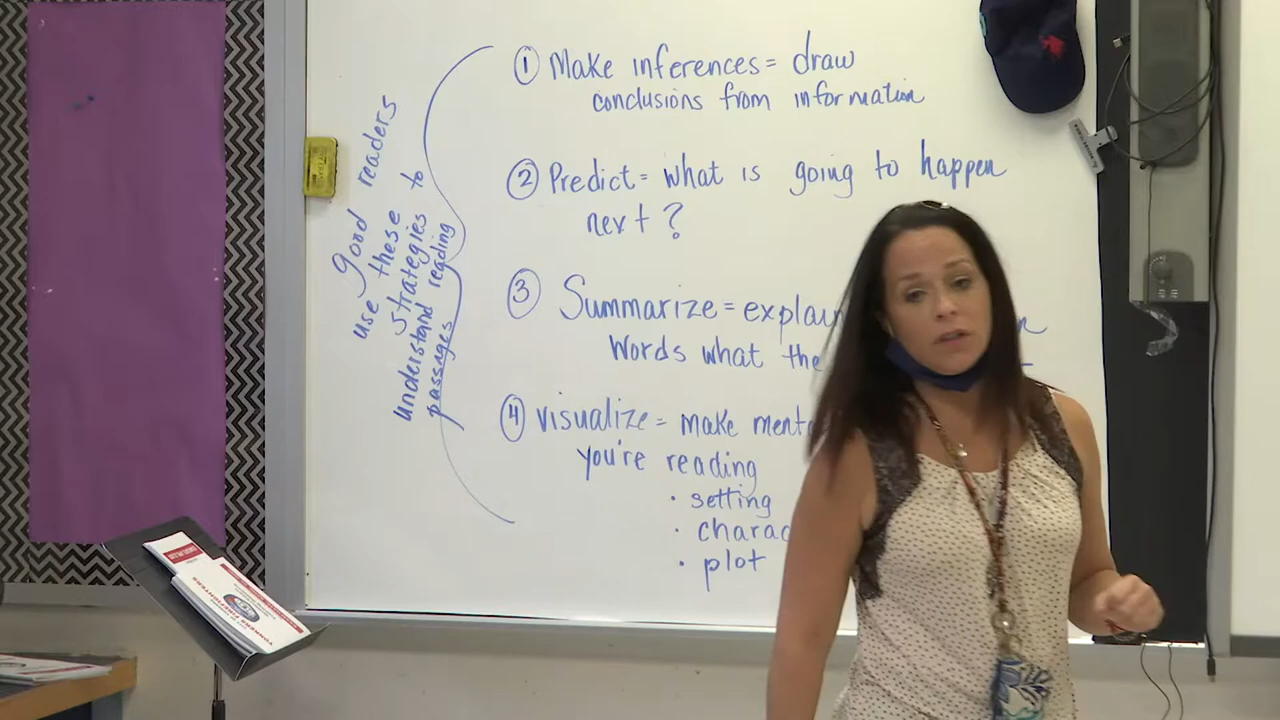 good readers
use these
strategies to
understand reading
passages
① Make inferences = draw
conclusions from information
② Predict = what is going to happen
next?
③ Summarize = explain
words what the
④ visualize = make
you're reading
· setting
·
· plot